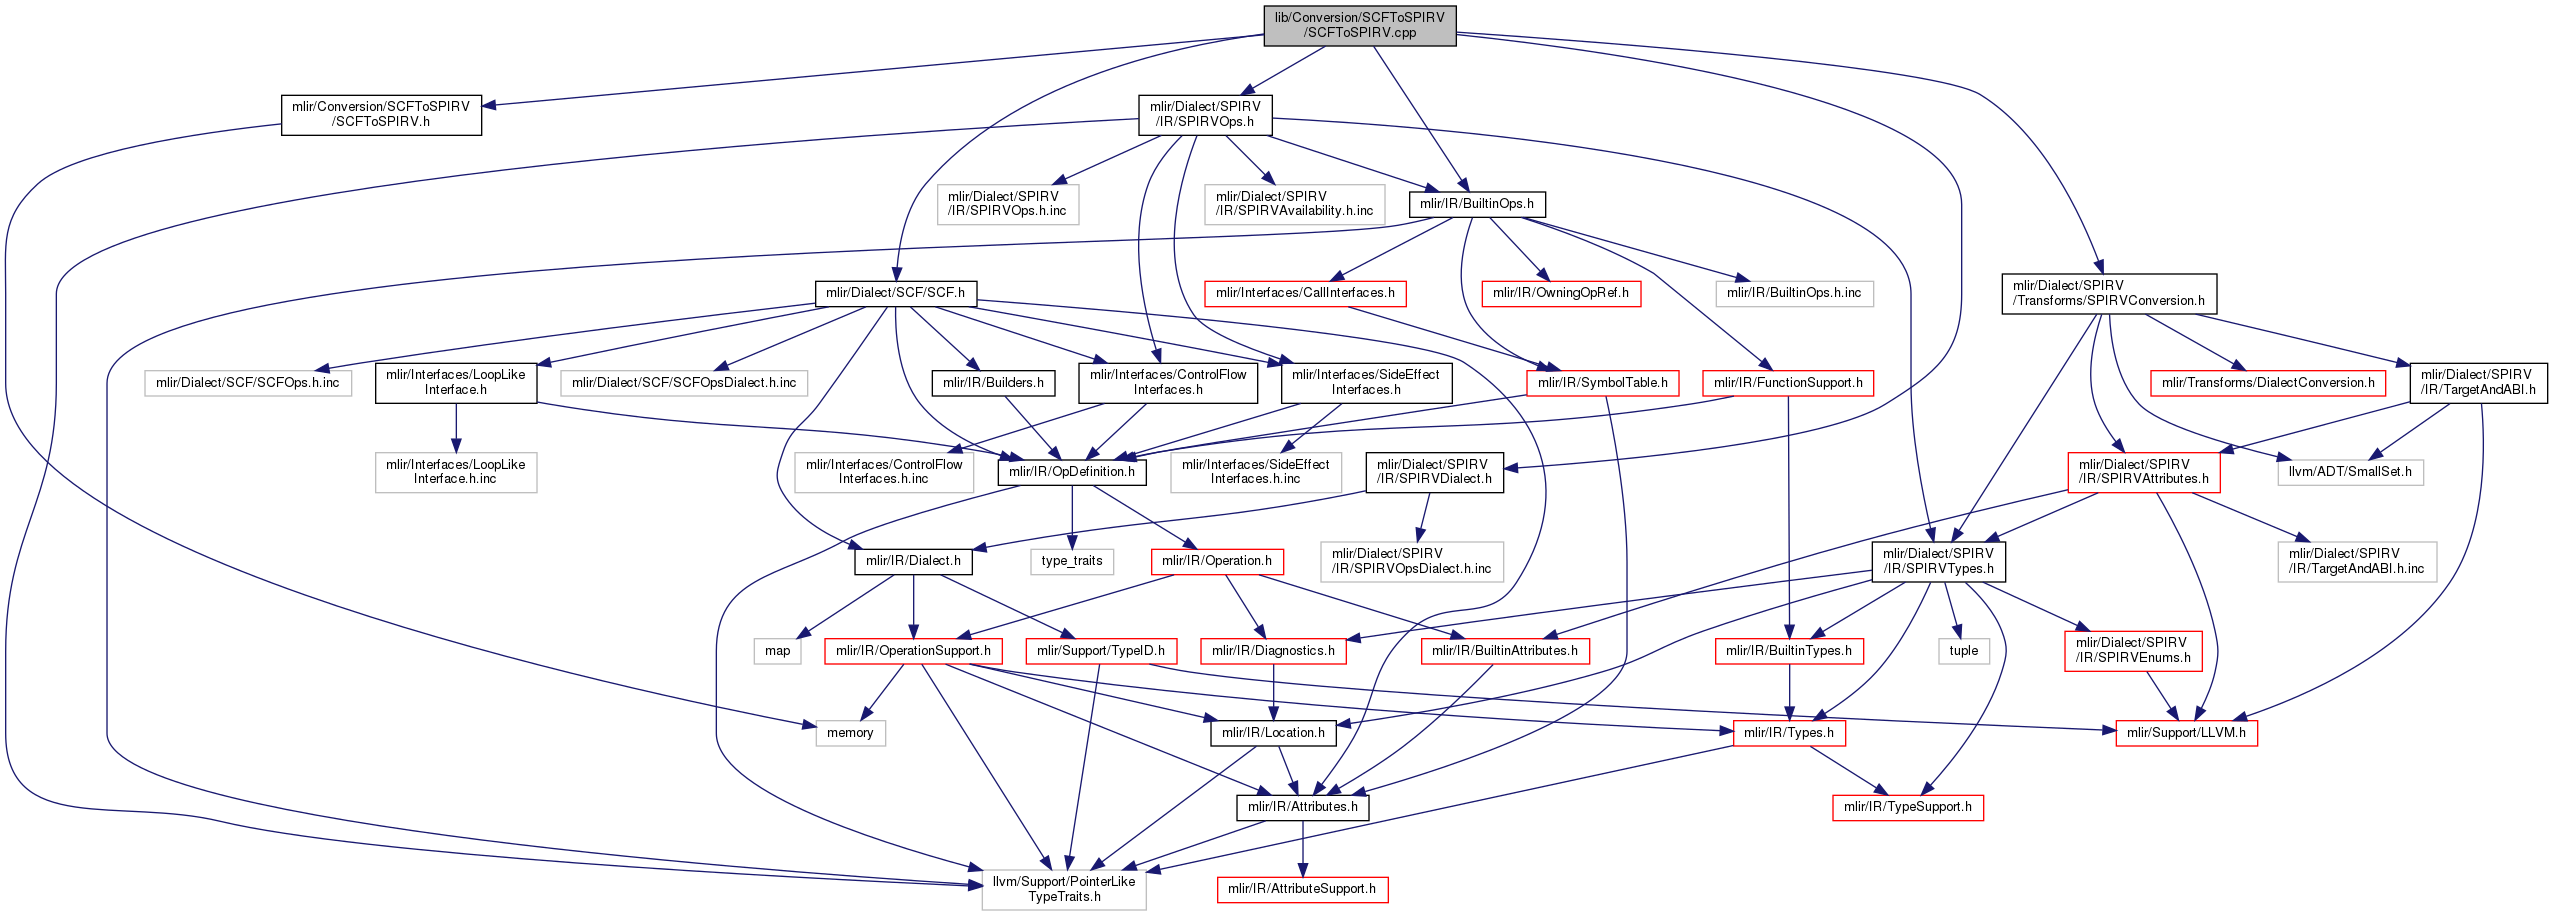 lib/Conversion/SCFToSPIRV
/SCFToSPIRV.cpp
mlir/Conversion/SCFToSPIRV
/SCFToSPIRV.h
mlir/Dialect/SPIRV
/IR/SPIRVOps.h
mlir/Dialect/SPIRV
/IR/SPIRVOps.h.inc
mlir/Dialect/SPIRV
/IR/SPIRVAvailability.h.inc
mlir/IR/BuiltinOps.h
mlir/Dialect/SCF/SCF.h
mlir/Interfaces/CallInterfaces.h
mlir/IR/OwningOpRef.h
mlir/IR/BuiltinOps.h.inc
mlir/Dialect/SPIRV
/Transforms/SPIRVConversion.h
mlir/Dialect/SCF/SCFOps.h.inc
mlir/Interfaces/LoopLike
Interface.h
mlir/Dialect/SCF/SCFOpsDialect.h.inc
mlir/IR/Builders.h
mlir/Interfaces/ControlFlow
Interfaces.h
mlir/Interfaces/SideEffect
Interfaces.h
mlir/IR/SymbolTable.h
mlir/IR/FunctionSupport.h
mlir/Transforms/DialectConversion.h
mlir/Dialect/SPIRV
/IR/TargetAndABI.h
mlir/Interfaces/LoopLike
Interface.h.inc
mlir/Interfaces/ControlFlow
Interfaces.h.inc
mlir/IR/OpDefinition.h
mlir/Interfaces/SideEffect
Interfaces.h.inc
mlir/Dialect/SPIRV
/IR/SPIRVDialect.h
mlir/Dialect/SPIRV
/IR/SPIRVAttributes.h
llvm/ADT/SmallSet.h
mlir/IR/Dialect.h
type_traits
mlir/IR/Operation.h
mlir/Dialect/SPIRV
/IR/SPIRVOpsDialect.h.inc
mlir/Dialect/SPIRV
/IR/SPIRVTypes.h
mlir/Dialect/SPIRV
/IR/TargetAndABI.h.inc
map
mlir/IR/OperationSupport.h
mlir/Support/TypeID.h
mlir/IR/Diagnostics.h
mlir/IR/BuiltinAttributes.h
mlir/IR/BuiltinTypes.h
tuple
mlir/Dialect/SPIRV
/IR/SPIRVEnums.h
memory
mlir/IR/Location.h
mlir/IR/Types.h
mlir/Support/LLVM.h
mlir/IR/Attributes.h
mlir/IR/TypeSupport.h
llvm/Support/PointerLike
TypeTraits.h
mlir/IR/AttributeSupport.h